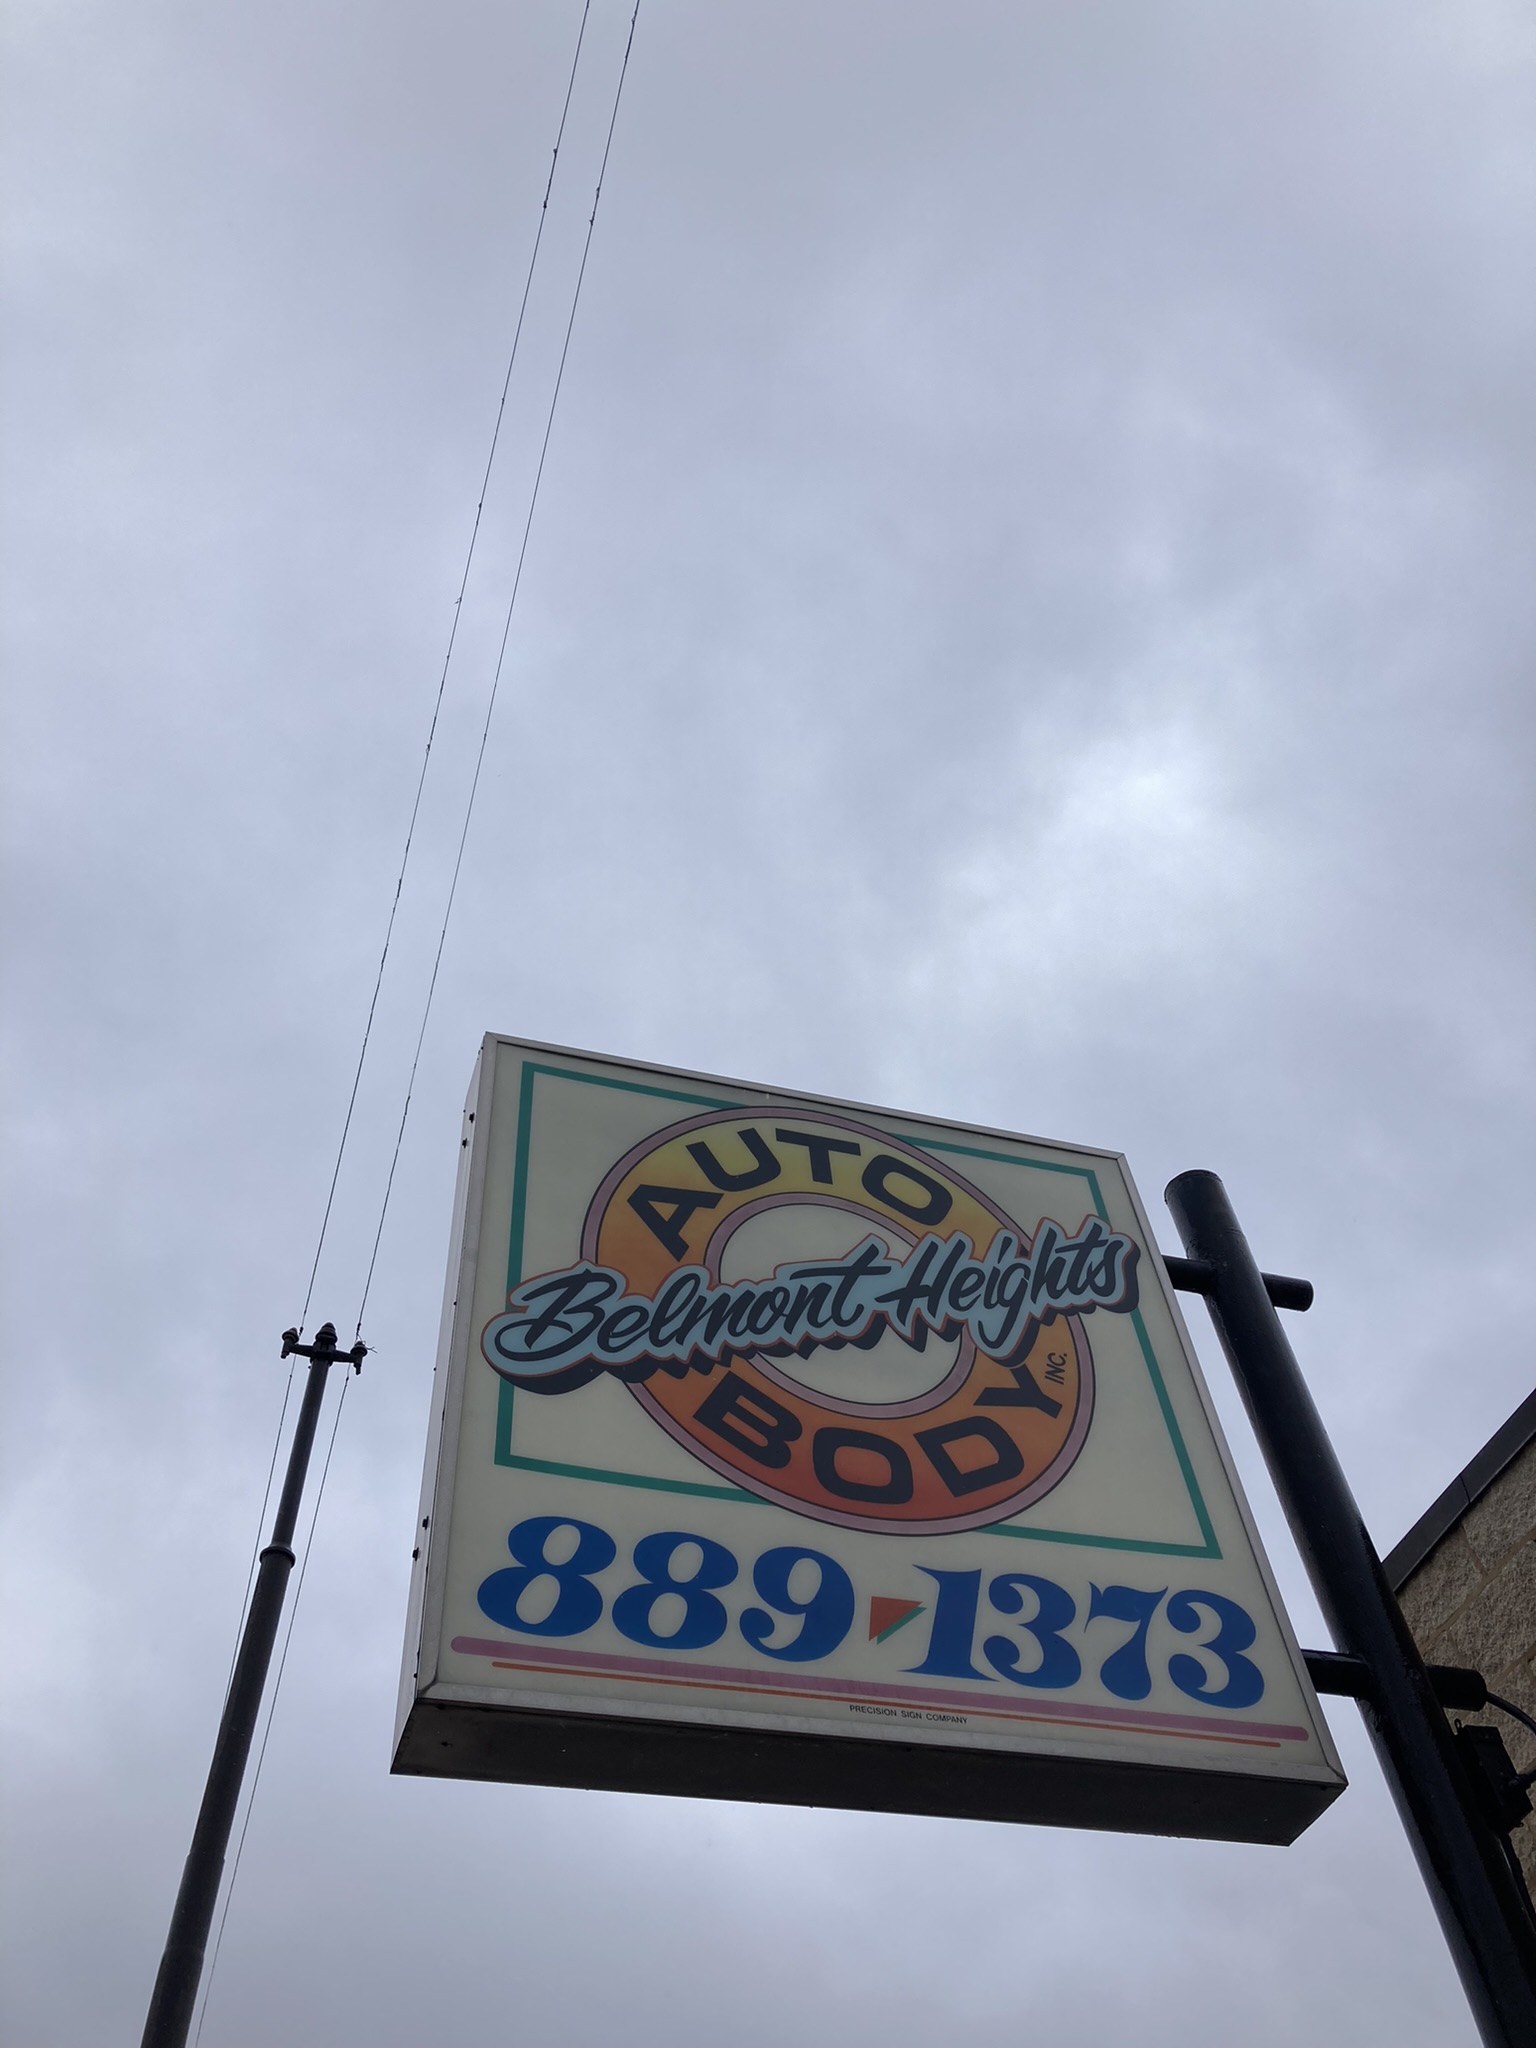 AUTO
Belmont Heights
BODY INC.
889-1373
PRECISION SIGN COMPANY